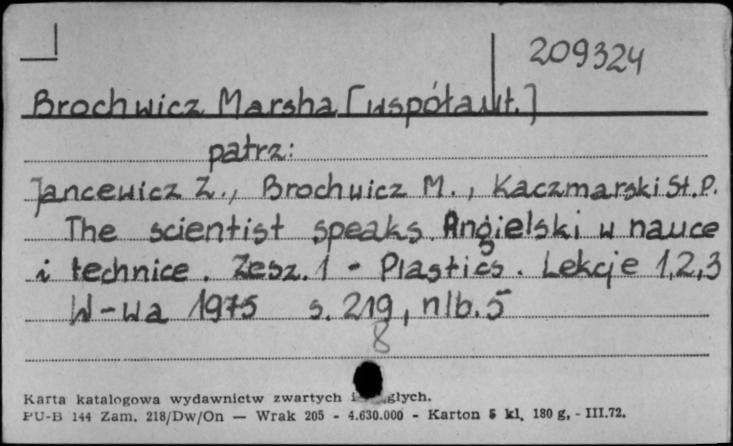 209324
Brochwicz Marsha [współaut.]
patrz:
Jancewicz Z., Brochwicz M., Kaczmarski St. P.
The scientist speaks. Angielski w nauce
i technice. Zesz. 1 - Plastics. Lekcje 1,2,3
W-wa 1975 s. 219, nlb. 5
8
Karta katalogowa wydawnictw zwartych i głych.
PU-B 144 Zam. 218/Dw/On — Wrak 205 - 4.630.000 - Karton 5 kl. 180 g. - III.72.